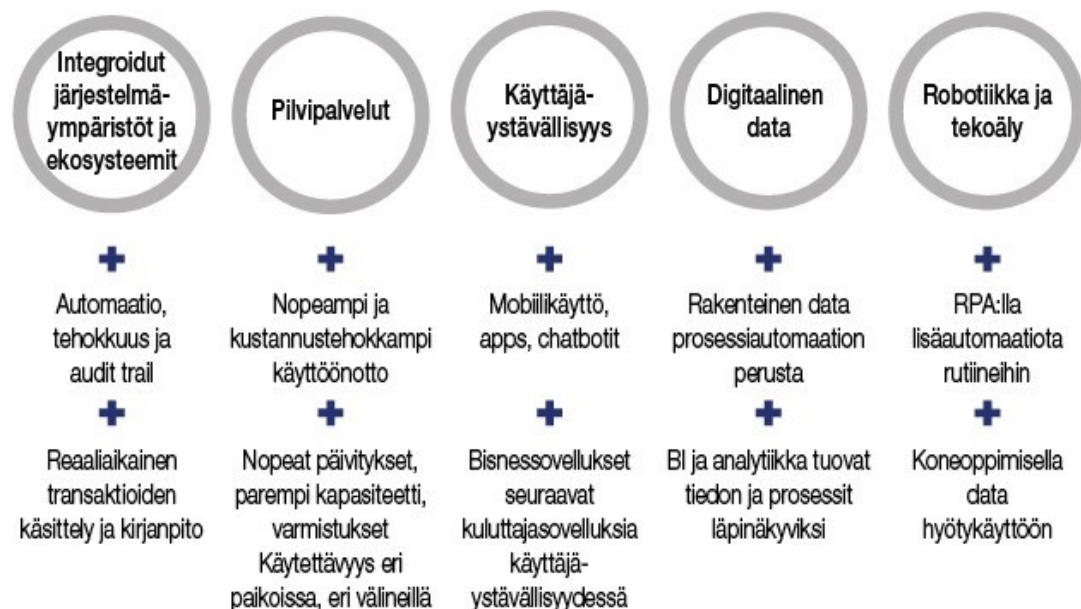 Integroidut
järjestelmä-
ympäristöt ja
ekosysteemit
Pilvipalvelut
Käyttäjä-
ystävällisyys
Digitaalinen
data
Robotiikka ja
tekoäly
+
Automaatio,
tehokkuus ja
audit trail
+
Reaaliaikainen
transaktioiden
käsittely ja kirjanpito
+
Nopeampi ja
kustannustehokkampi
käyttöönotto
+
Nopeat päivitykset,
parempi kapasiteetti,
varmistukset
Käytettävyys eri
paikoissa, eri välineillä
+
Mobiilikäyttö,
apps, chatbotit
+
Bisnessovellukset
seuraavat
kuluttajasovelluksia
käyttäjä-
ystävällisyydessä
+
Rakenteinen data
prosessiautomaation
perusta
+
BI ja analytiikka tuovat
tiedon ja prosessit
läpinäkyviksi
+
RPA:lla
lisäautomaatiota
rutiineihin
+
Koneoppimisella
data
hyötykäyttöön